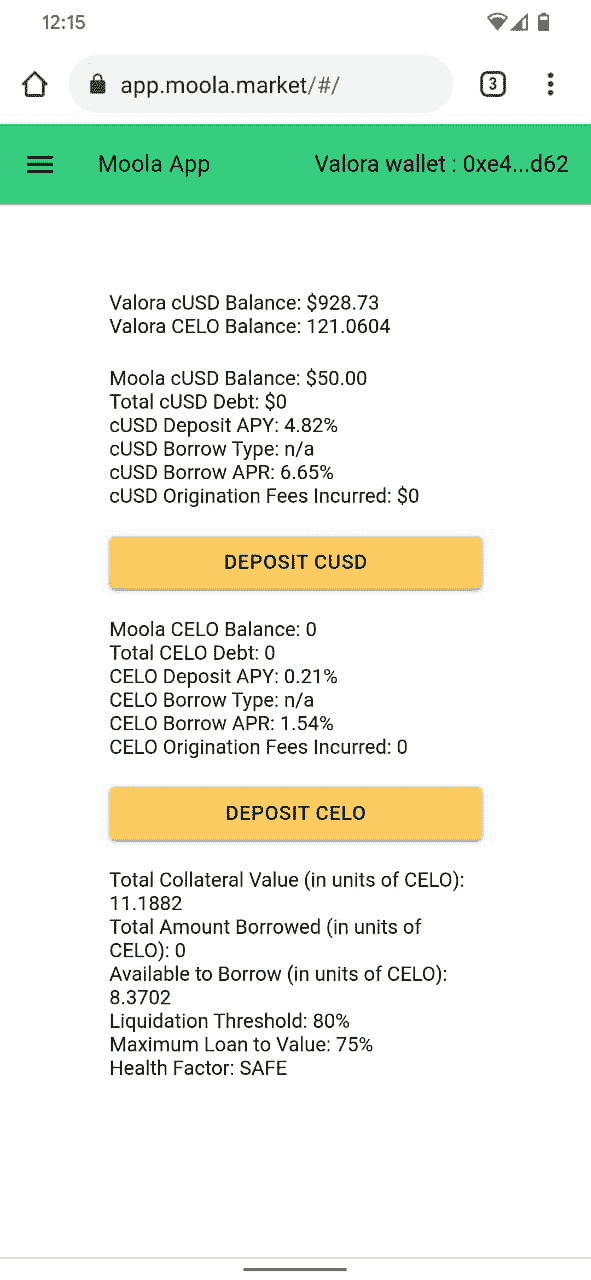 12:15
app.moola.market/#/
3
Moola App
Valora wallet : 0xe4...d62
Valora cUSD Balance: $928.73
Valora CELO Balance: 121.0604
Moola cUSD Balance: $50.00
Total cUSD Debt: $0
cUSD Deposit APY: 4.82%
cUSD Borrow Type: n/a
cUSD Borrow APR: 6.65%
cUSD Origination Fees Incurred: $0
DEPOSIT CUSD
Moola CELO Balance: 0
Total CELO Debt: 0
CELO Deposit APY: 0.21%
CELO Borrow Type: n/a
CELO Borrow APR: 1.54%
CELO Origination Fees Incurred: 0
DEPOSIT CELO
Total Collateral Value (in units of CELO):
11.1882
Total Amount Borrowed (in units of
CELO): 0
Available to Borrow (in units of CELO):
8.3702
Liquidation Threshold: 80%
Maximum Loan to Value: 75%
Health Factor: SAFE